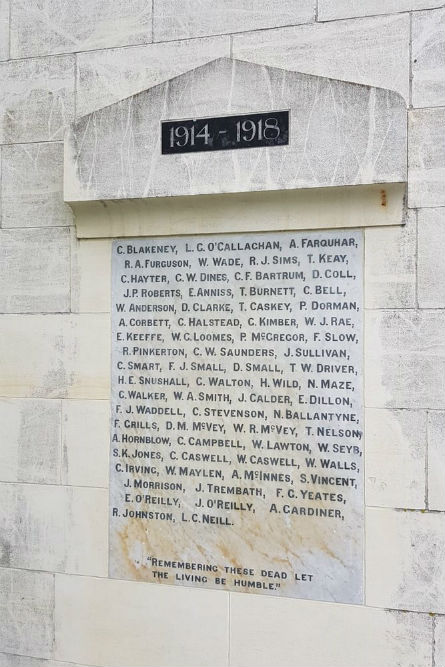 1914 - 1918
C. BLAKENEY, L. C. O'CALLAGHAN, A. FARQUHAR,
R. A. FURGUSON, W. WADE, R. J. SIMS, T. KEAY,
C. HAYTER, C. W. DINES, C. F. BARTRUM, D. COLL,
J. P. ROBERTS, E. ANNISS, T. BURNETT, C. BELL,
W. ANDERSON, D. CLARKE, T. CASKEY, P. DORMAN,
A. CORBETT, C. HALSTEAD, C. KIMBER, W. J. RAE,
E. KEEFFE, W. G. LOOMES, P. MCGREGOR, F. SLOW,
R. PINKERTON, C. W. SAUNDERS, J. SULLIVAN,
C. SMART, F. J. SMALL, D. SMALL, T. W. DRIVER,
H. E. SNUSHALL, C. WALTON, H. WILD, N. MAZE,
C. WALKER, W. A. SMITH, J. CALDER, E. DILLON,
F. J. WADDELL, C. STEVENSON, N. BALLANTYNE,
F. GRILLS, D. M. MCVEY, W. R. MCVEY, T. NELSON,
A. HORNBLOW, C. CAMPBELL, W. LAWTON, W. SEYB,
S. K. JONES, C. CASWELL, W. CASWELL, W. WALLS,
C. IRVING, W. MAYLEN, A. MCINNES, S. VINCENT,
J. MORRISON, J. TREMBATH, F. G. YEATES,
E. O'REILLY, J. O'REILLY, A. GARDINER,
R. JOHNSTON, L. C. NEILL.
"REMEMBERING THESE DEAD LET
THE LIVING BE HUMBLE."